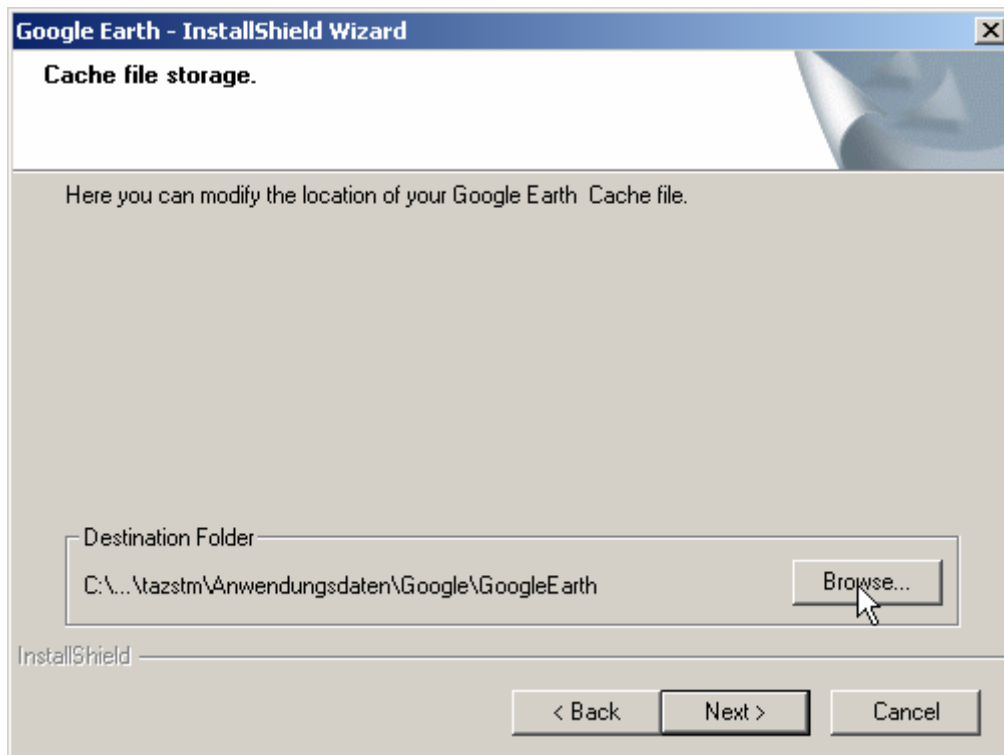 Google Earth - InstallShield Wizard
Cache file storage.
Here you can modify the location of your Google Earth  Cache file.
Destination Folder
C:\...\tazstm\Anwendungsdaten\Google\GoogleEarth
Browse...
InstallShield
< Back
Next >
Cancel